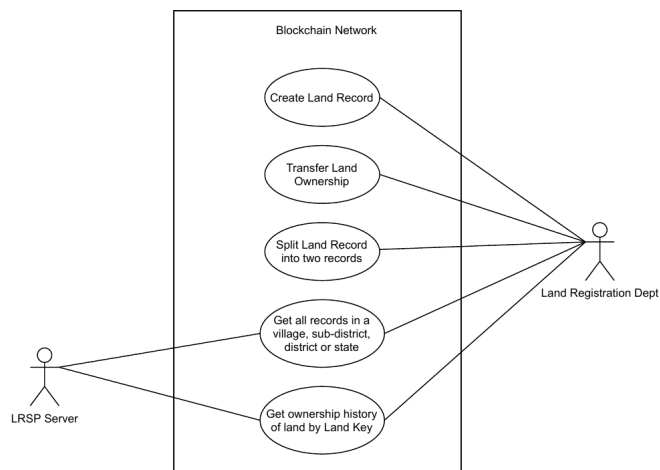 Blockchain Network
Create Land Record
Transfer Land
Ownership
Split Land Record
into two records
Land Registration Dept
Get all records in a
village, sub-district,
district or state
LRSP Server
Get ownership history
of land by Land Key